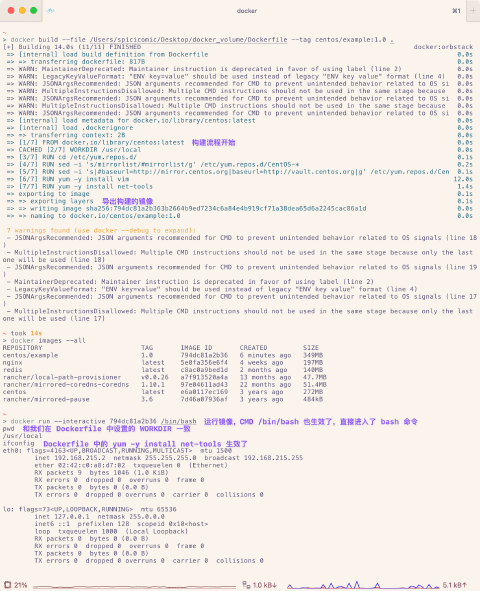 docker
⌘1
~
> docker build --file /Users/spicicomic/Desktop/docker_volume/Dockerfile --tag centos/example:1.0 .
[+] Building 14.0s (11/11) FINISHED docker:orbstack
=> [internal] load build definition from Dockerfile 0.0s
=> => transferring dockerfile: 817B 0.0s
=> WARN: MaintainerDeprecated: Maintainer instruction is deprecated in favor of using label (line 2) 0.0s
=> WARN: LegacyKeyValueFormat: "ENV key=value" should be used instead of legacy "ENV key value" format (line 4) 0.0s
=> WARN: JSONArgsRecommended: JSON arguments recommended for CMD to prevent unintended behavior related to OS si 0.0s
=> WARN: MultipleInstructionsDisallowed: Multiple CMD instructions should not be used in the same stage because 0.0s
=> WARN: JSONArgsRecommended: JSON arguments recommended for CMD to prevent unintended behavior related to OS si 0.0s
=> WARN: MultipleInstructionsDisallowed: Multiple CMD instructions should not be used in the same stage because 0.0s
=> WARN: JSONArgsRecommended: JSON arguments recommended for CMD to prevent unintended behavior related to OS si 0.0s
=> [internal] load metadata for docker.io/library/centos:latest 0.0s
=> [internal] load .dockerignore 0.0s
=> => transferring context: 2B 0.0s
=> [1/7] FROM docker.io/library/centos:latest 构建流程开始 0.0s
=> CACHED [2/7] WORKDIR /usr/local 0.0s
=> [3/7] RUN cd /etc/yum.repos.d/ 0.1s
=> [4/7] RUN sed -i 's/mirrorlist/#mirrorlist/g' /etc/yum.repos.d/CentOS-* 0.2s
=> [5/7] RUN sed -i 's|#baseurl=http://mirror.centos.org|baseurl=http://vault.centos.org|g' /etc/yum.repos.d/Cen 0.1s
=> [6/7] RUN yum -y install vim 12.0s
=> [7/7] RUN yum -y install net-tools 1.4s
=> exporting to image 0.1s
=> => exporting layers 导出构建的镜像 0.1s
=> => writing image sha256:794dc81a2b363b2664b9ed7234c6a84e4b919cf71a38dea65d6a2245cac86a1d 0.0s
=> => naming to docker.io/centos/example:1.0 0.0s
7 warnings found (use docker --debug to expand):
- JSONArgsRecommended: JSON arguments recommended for CMD to prevent unintended behavior related to OS signals (line 18
)
- MultipleInstructionsDisallowed: Multiple CMD instructions should not be used in the same stage because only the last
one will be used (line 18)
- JSONArgsRecommended: JSON arguments recommended for CMD to prevent unintended behavior related to OS signals (line 19
)
- MaintainerDeprecated: Maintainer instruction is deprecated in favor of using label (line 2)
- LegacyKeyValueFormat: "ENV key=value" should be used instead of legacy "ENV key value" format (line 4)
- JSONArgsRecommended: JSON arguments recommended for CMD to prevent unintended behavior related to OS signals (line 17
)
- MultipleInstructionsDisallowed: Multiple CMD instructions should not be used in the same stage because only the last
one will be used (line 17)
~ took 14s
> docker images --all
REPOSITORY TAG IMAGE ID CREATED SIZE
centos/example 1.0 794dc81a2b36 6 minutes ago 349MB
nginx latest 5e0fa356e6f4 4 weeks ago 197MB
redis latest c8ac0a9bed1d 2 months ago 140MB
rancher/local-path-provisioner v0.0.26 a7f913520a4a 13 months ago 47.7MB
rancher/mirrored-coredns-coredns 1.10.1 97e04611ad43 22 months ago 51.4MB
centos latest e6a0117ec169 3 years ago 272MB
rancher/mirrored-pause 3.6 7d46a07936af 3 years ago 484kB
~
> docker run --interactive 794dc81a2b36 /bin/bash 运行镜像，CMD /bin/bash 也生效了，直接进入了 bash 命令
pwd 和我们在 Dockerfile 中设置的 WORKDIR 一致
/usr/local
ifconfig Dockerfile 中的 yum -y install net-tools 生效了
eth0: flags=4163<UP,BROADCAST,RUNNING,MULTICAST> mtu 1500
inet 192.168.215.2 netmask 255.255.255.0 broadcast 192.168.215.255
ether 02:42:c0:a8:d7:02 txqueuelen 0 (Ethernet)
RX packets 9 bytes 1046 (1.0 KiB)
RX errors 0 dropped 0 overruns 0 frame 0
TX packets 0 bytes 0 (0.0 B)
TX errors 0 dropped 0 overruns 0 carrier 0 collisions 0
lo: flags=73<UP,LOOPBACK,RUNNING> mtu 65536
inet 127.0.0.1 netmask 255.0.0.0
inet6 ::1 prefixlen 128 scopeid 0x10<host>
loop txqueuelen 1000 (Local Loopback)
RX packets 0 bytes 0 (0.0 B)
RX errors 0 dropped 0 overruns 0 frame 0
TX packets 0 bytes 0 (0.0 B)
TX errors 0 dropped 0 overruns 0 carrier 0 collisions 0
21% 1.0 kB↓ 5.1 kB↑